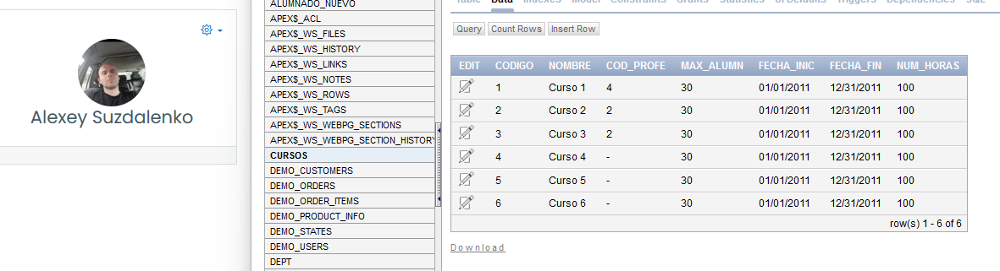 Alexey Suzdalenko
ALUMNADO_NUEVO
APEX$_ACL
APEX$_WS_FILES
APEX$_WS_HISTORY
APEX$_WS_LINKS
APEX$_WS_NOTES
APEX$_WS_ROWS
APEX$_WS_TAGS
APEX$_WS_WEBPG_SECTIONS
APEX$_WS_WEBPG_SECTION_HISTORY
CURSOS
DEMO_CUSTOMERS
DEMO_ORDERS
DEMO_ORDER_ITEMS
DEMO_PRODUCT_INFO
DEMO_STATES
DEMO_USERS
DEPT
Table Data Indexes Model Constraints Grants Statistics UI Defaults Triggers Dependencies SQL
Query Count Rows Insert Row
EDIT CODIGO NOMBRE COD_PROFE MAX_ALUMN FECHA_INIC FECHA_FIN NUM_HORAS
1 Curso 1 4 30 01/01/2011 12/31/2011 100
2 Curso 2 2 30 01/01/2011 12/31/2011 100
3 Curso 3 2 30 01/01/2011 12/31/2011 100
4 Curso 4 - 30 01/01/2011 12/31/2011 100
5 Curso 5 - 30 01/01/2011 12/31/2011 100
6 Curso 6 - 30 01/01/2011 12/31/2011 100
row(s) 1 - 6 of 6
Download